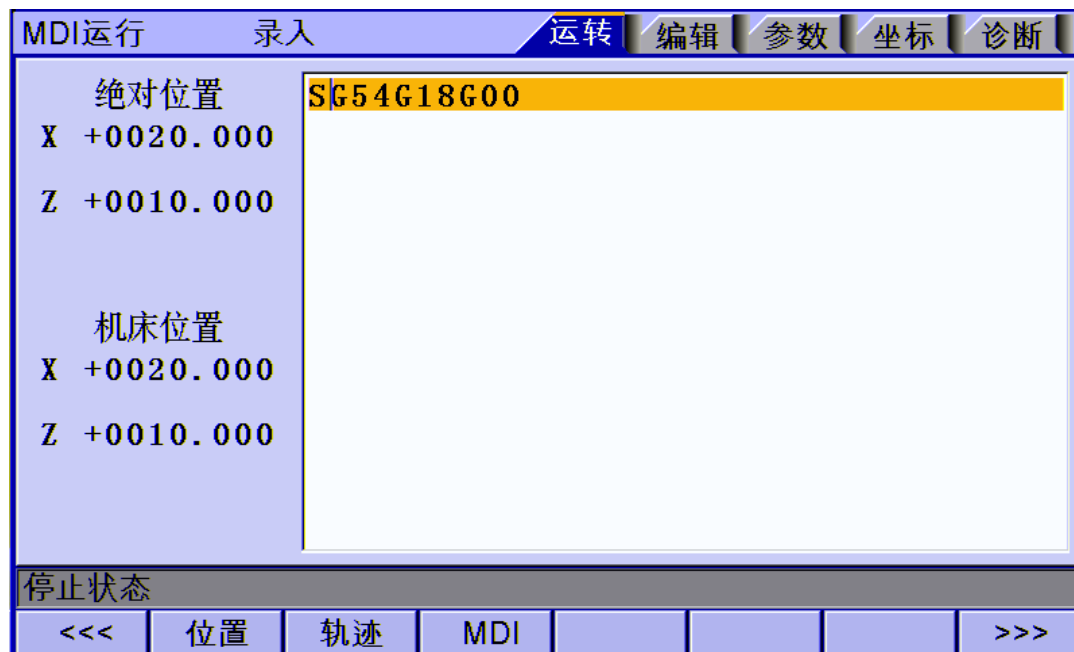 MDI运行 录入 运转 编辑 参数 坐标 诊断
绝对位置
X +0020.000
Z +0010.000
机床位置
X +0020.000
Z +0010.000
SG54G18G00
停止状态
<<< 位置 轨迹 MDI >>>